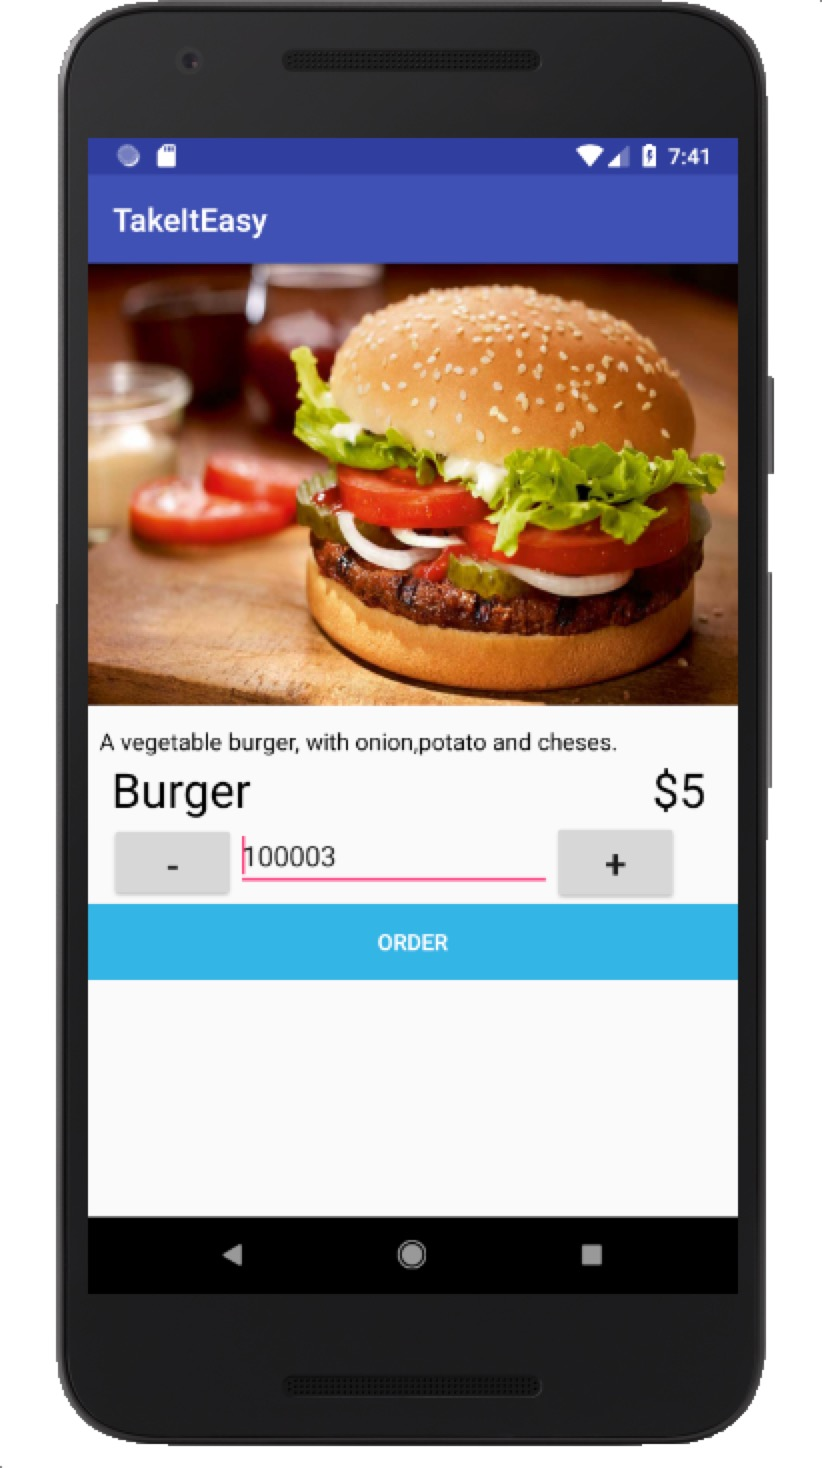 7:41
TakeItEasy
A vegetable burger, with onion,potato and cheses.
Burger $5
- 100003 +
ORDER